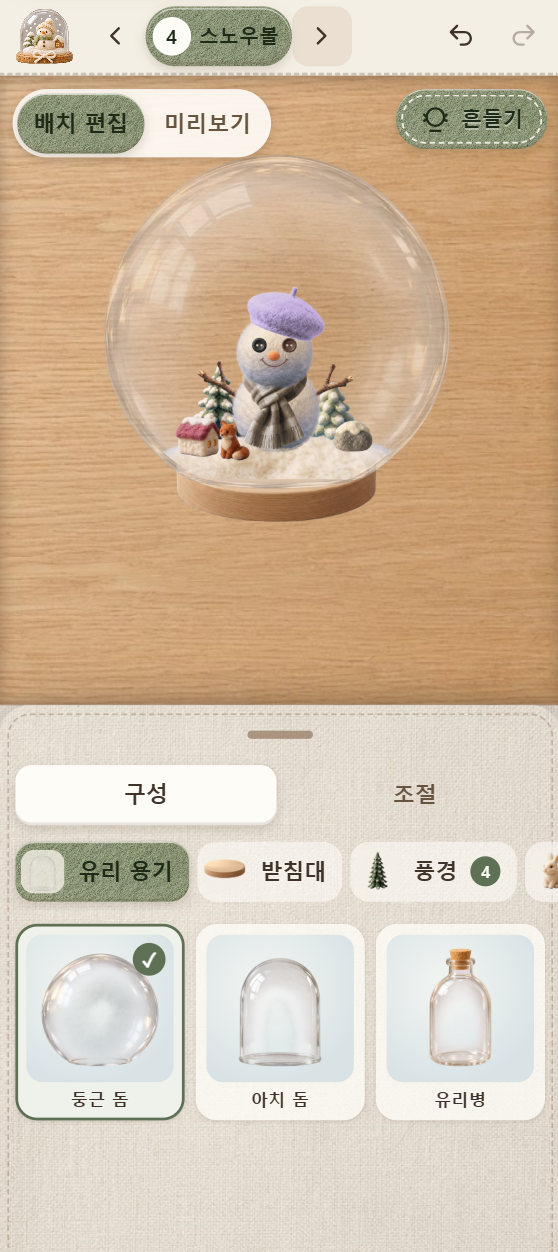 4 스노우볼
배치 편집 미리보기 흔들기
구성 조절
유리 용기 받침대 풍경 4
둥근 돔 아치 돔 유리병